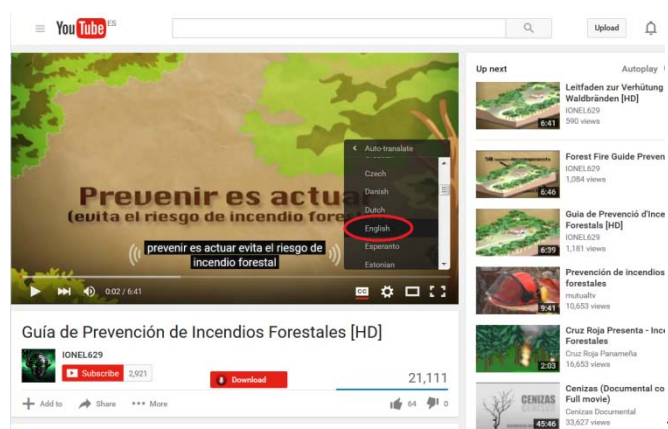 YouTube ES
Upload
Prevenir es actua
(evita el riesgo de incendio fore
prevenir es actuar evita el riesgo de
incendio forestal
Auto-translate
Czech
Danish
Dutch
English
Esperanto
Estonian
0:02 / 6:41
CC
Guía de Prevención de Incendios Forestales [HD]
IONEL629
Subscribe 2,921
Download
21,111
Add to Share More
64 0
Up next Autoplay
6:41
Leitfaden zur Verhütung
Waldbränden [HD]
IONEL629
590 views
6:46
Forest Fire Guide Preven
IONEL629
1,084 views
6:39
Guia de Prevenció d'Ince
Forestals [HD]
IONEL629
1,181 views
9:41
Prevención de incendios
forestales
mutualtv
10,653 views
2:03
Cruz Roja Presenta - Ince
Forestales
Cruz Roja Panameña
16,653 views
CENIZAS
45:46
Cenizas (Documental co
Full movie)
Cenizas Documental
33,627 views